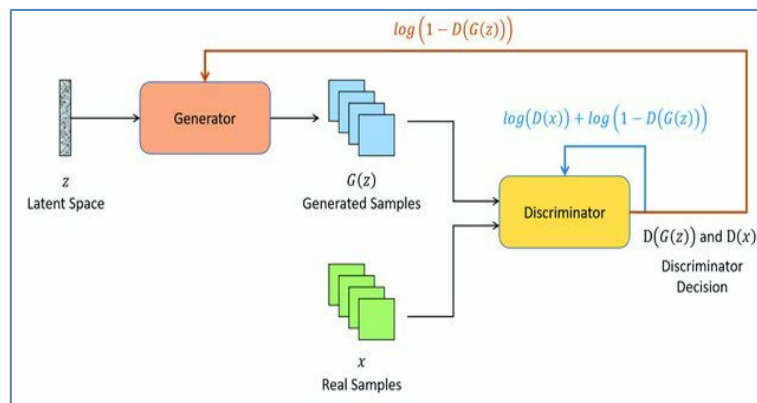 log(1 − D(G(z)))
Generator
z
Latent Space
G(z)
Generated Samples
log(D(x)) + log(1 − D(G(z)))
Discriminator
D(G(z)) and D(x)
Discriminator
Decision
x
Real Samples